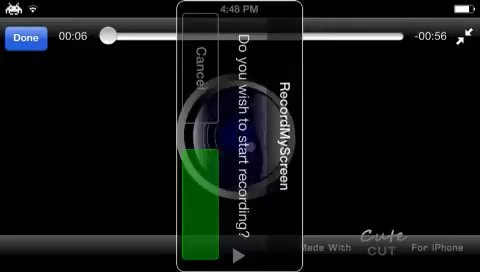 4:48 PM
Done
00:06
-00:56
RecordMyScreen
Do you wish to start recording?
Cancel
Made With
Cute
CUT
For iPhone